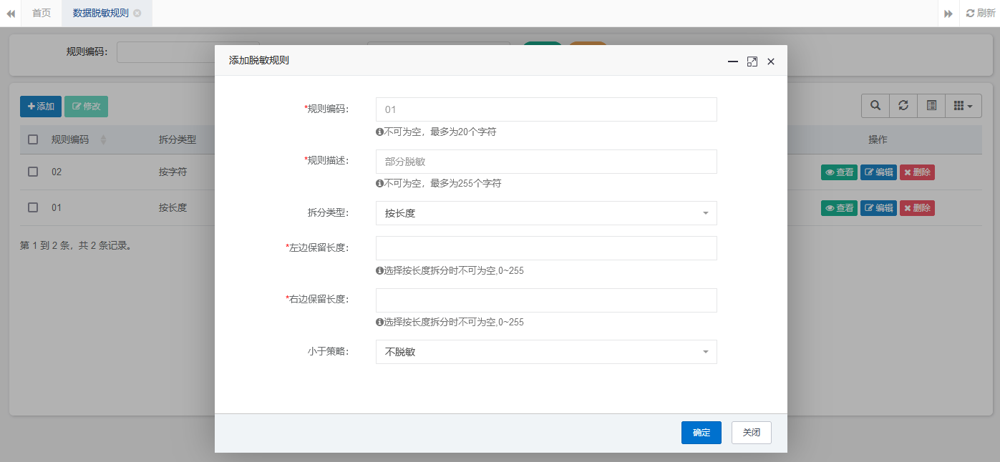 首页
数据脱敏规则
刷新
规则编码：
添加脱敏规则
添加
修改
规则编码
拆分类型
操作
02
按字符
查看
编辑
删除
01
按长度
查看
编辑
删除
第 1 到 2 条，共 2 条记录。
*规则编码：
01
不可为空，最多为20个字符
*规则描述：
部分脱敏
不可为空，最多为255个字符
拆分类型：
按长度
*左边保留长度：
选择按长度拆分时不可为空,0~255
*右边保留长度：
选择按长度拆分时不可为空,0~255
小于策略：
不脱敏
确定
关闭